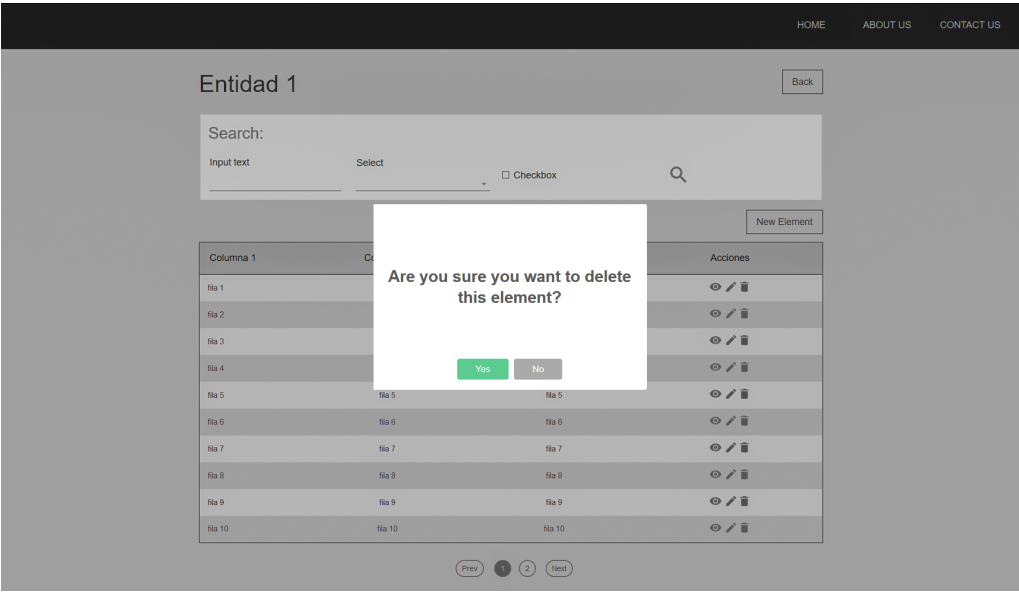 HOME ABOUT US CONTACT US
Entidad 1 Back
Search:
Input text Select
Checkbox
New Element
Columna 1 Acciones
Are you sure you want to delete
this element?
Yes No
fila 1
fila 2
fila 3
fila 4
fila 5 fila 5 fila 5
fila 6 fila 6 fila 6
fila 7 fila 7 fila 7
fila 8 fila 8 fila 8
fila 9 fila 9 fila 9
fila 10 fila 10 fila 10
Prev 1 2 Next